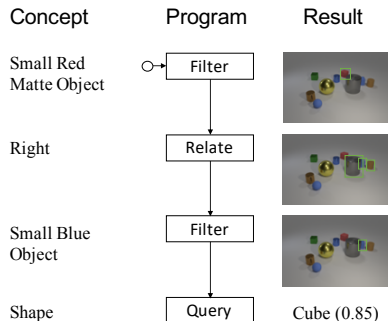 Concept Program Result
Small Red
Matte Object
Filter
Right
Relate
Small Blue
Object
Filter
Shape
Query
Cube (0.85)